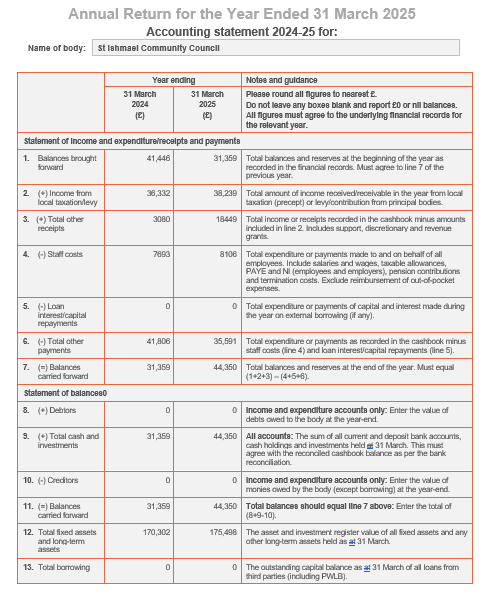 Annual Return for the Year Ended 31 March 2025
Accounting statement 2024-25 for:
Name of body: St Ishmael Community Council
Year ending Notes and guidance
31 March 2024 (£) 31 March 2025 (£) Please round all figures to nearest £.
Do not leave any boxes blank and report £0 or nil balances.
All figures must agree to the underlying financial records for
the relevant year.
Statement of income and expenditure/receipts and payments
1. Balances brought forward 41,446 31,359 Total balances and reserves at the beginning of the year as
recorded in the financial records. Must agree to line 7 of the
previous year.
2. (+) Income from local taxation/levy 36,332 38,239 Total amount of income received/receivable in the year from local
taxation (precept) or levy/contribution from principal bodies.
3. (+) Total other receipts 3080 18449 Total income or receipts recorded in the cashbook minus amounts
included in line 2. Includes support, discretionary and revenue
grants.
4. (-) Staff costs 7693 8106 Total expenditure or payments made to and on behalf of all
employees. Include salaries and wages, taxable allowances,
PAYE and NI (employees and employers), pension contributions
and termination costs. Exclude reimbursement of out-of-pocket
expenses.
5. (-) Loan interest/capital repayments 0 0 Total expenditure or payments of capital and interest made during
the year on external borrowing (if any).
6. (-) Total other payments 41,806 35,591 Total expenditure or payments as recorded in the cashbook minus
staff costs (line 4) and loan interest/capital repayments (line 5).
7. (=) Balances carried forward 31,359 44,350 Total balances and reserves at the end of the year. Must equal
(1+2+3) – (4+5+6).
Statement of balances0
8. (+) Debtors 0 0 Income and expenditure accounts only: Enter the value of
debts owed to the body at the year-end.
9. (+) Total cash and investments 31,359 44,350 All accounts: The sum of all current and deposit bank accounts,
cash holdings and investments held at 31 March. This must
agree with the reconciled cashbook balance as per the bank
reconciliation.
10. (-) Creditors 0 0 Income and expenditure accounts only: Enter the value of
monies owed by the body (except borrowing) at the year-end.
11. (=) Balances carried forward 31,359 44,350 Total balances should equal line 7 above: Enter the total of
(8+9-10).
12. Total fixed assets and long-term assets 170,302 175,498 The asset and investment register value of all fixed assets and any
other long-term assets held as at 31 March.
13. Total borrowing 0 0 The outstanding capital balance as at 31 March of all loans from
third parties (including PWLB).